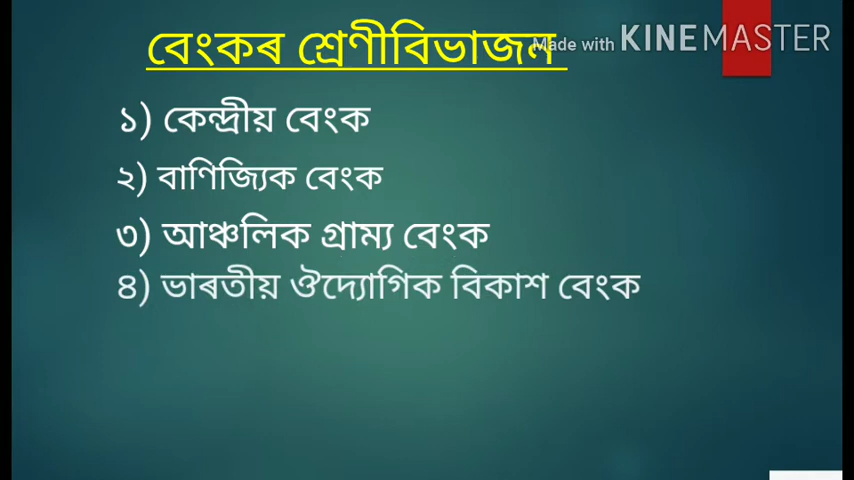 বেংকৰ শ্ৰেণীবিভাজন
Made with KINEMASTER
১) কেন্দ্ৰীয় বেংক
২) বাণিজ্যিক বেংক
৩) আঞ্চলিক গ্ৰাম্য বেংক
৪) ভাৰতীয় ঔদ্যোগিক বিকাশ বেংক